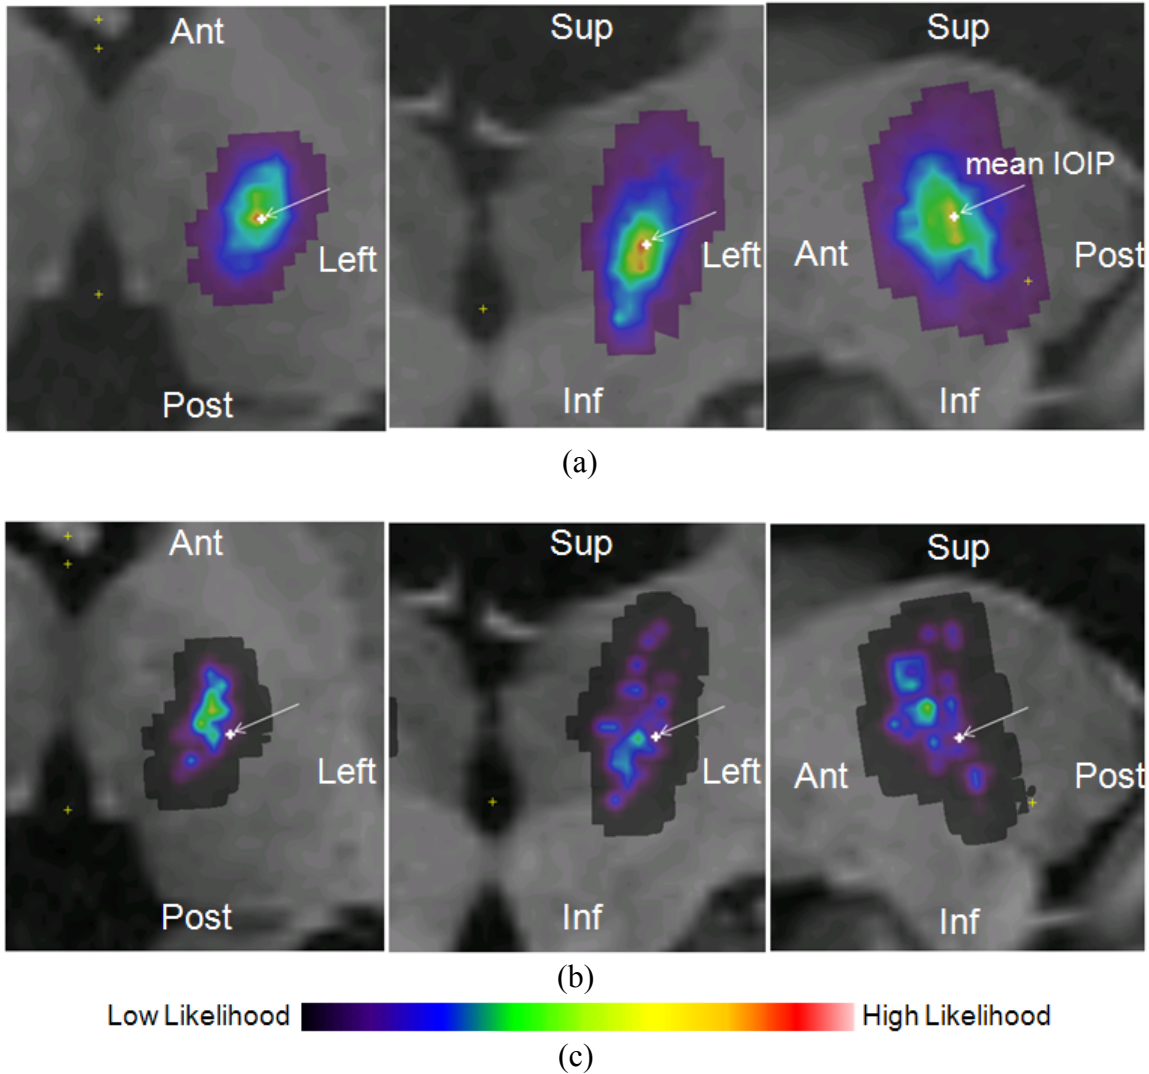 Ant
Sup
Sup
mean IOIP
Left
Left
Ant
Post
Post
Inf
Inf
(a)
Ant
Sup
Sup
Left
Left
Ant
Post
Post
Inf
Inf
(b)
Low Likelihood
High Likelihood
(c)